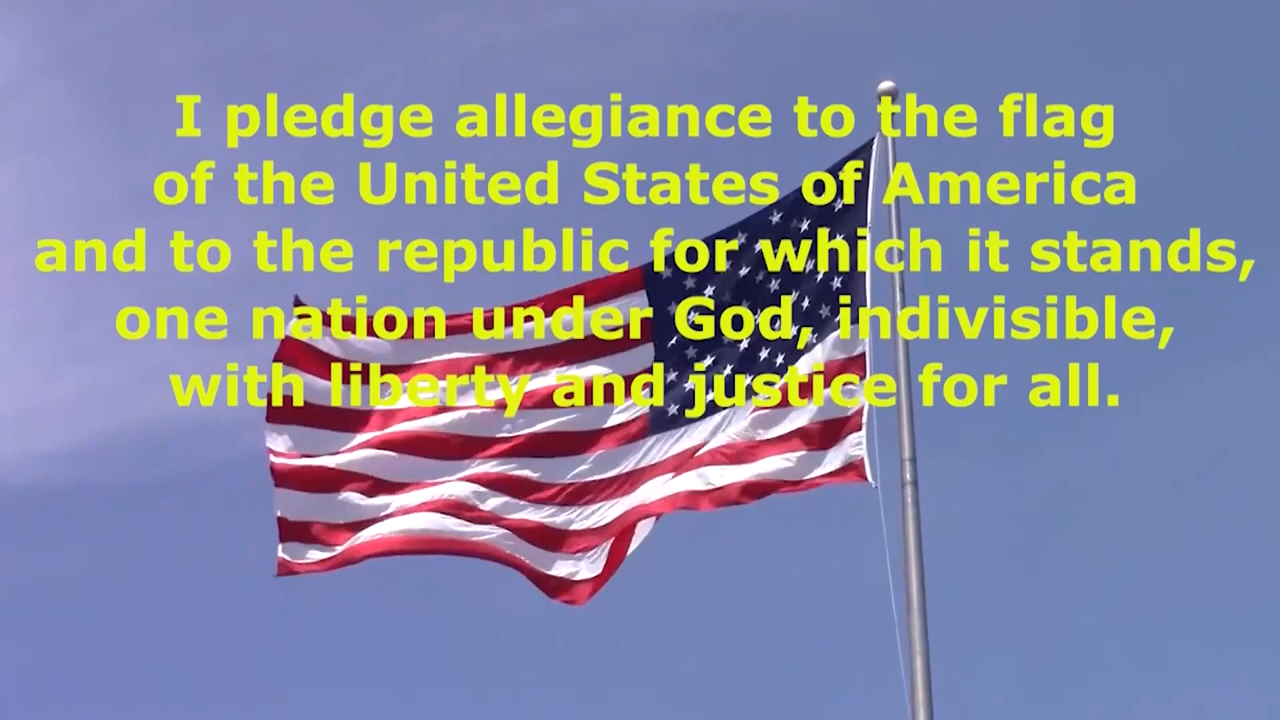 I pledge allegiance to the flag
of the United States of America
and to the republic for which it stands,
one nation under God, indivisible,
with liberty and justice for all.